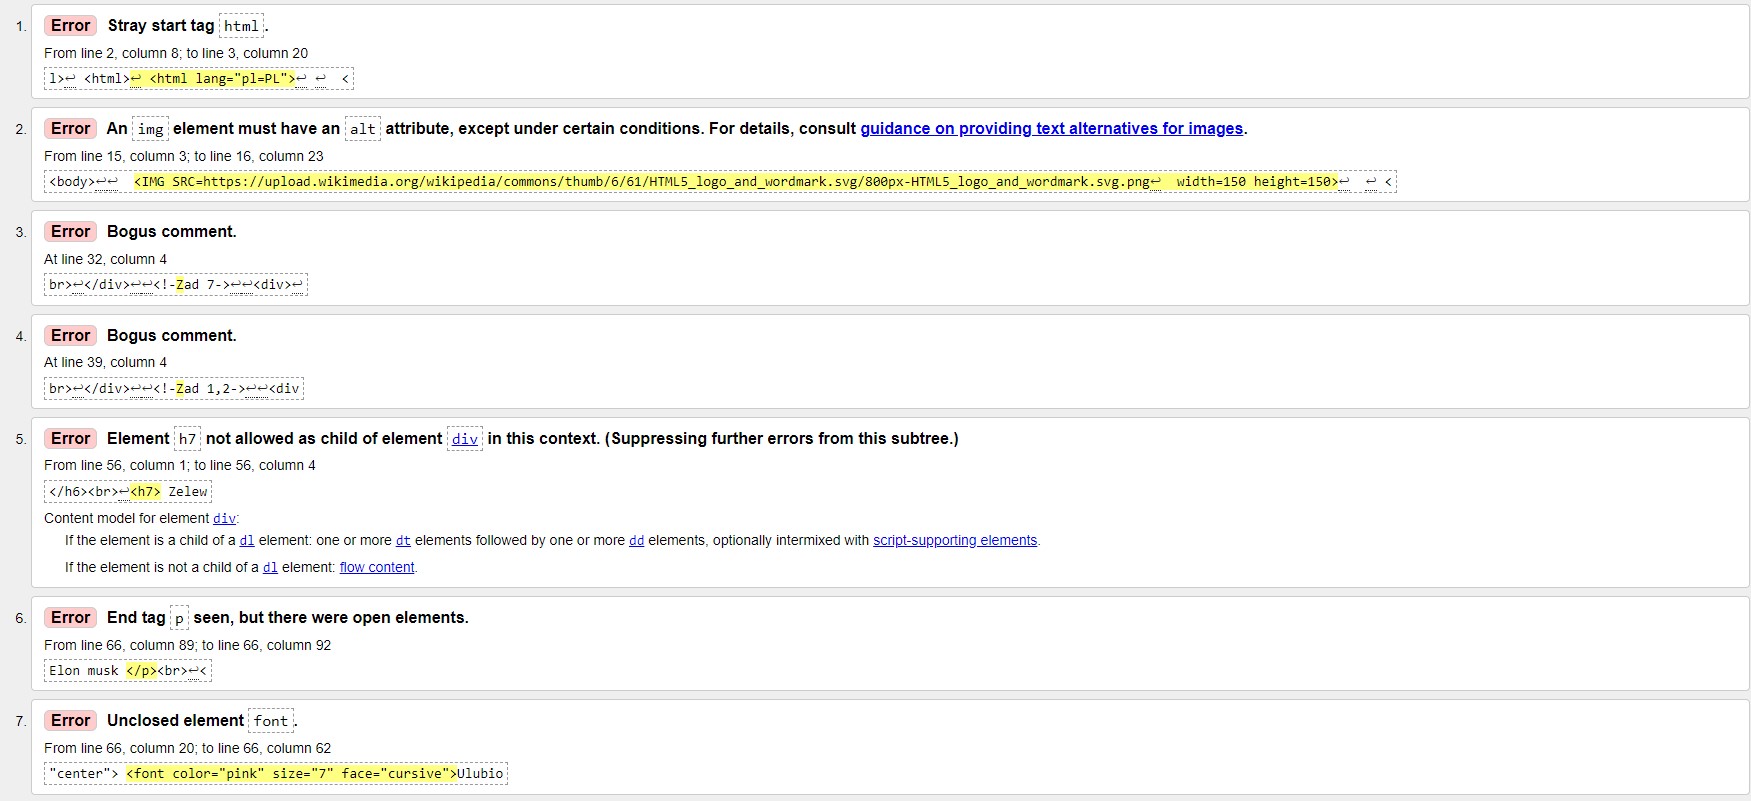 1. Error Stray start tag html.
From line 2, column 8; to line 3, column 20
l>↩ <html>↩ <html lang="pl=PL">↩ ↩ <
2. Error An img element must have an alt attribute, except under certain conditions. For details, consult guidance on providing text alternatives for images.
From line 15, column 3; to line 16, column 23
<body>↩↩ <IMG SRC=https://upload.wikimedia.org/wikipedia/commons/thumb/6/61/HTML5_logo_and_wordmark.svg/800px-HTML5_logo_and_wordmark.svg.png↩ width=150 height=150>↩ ↩ <
3. Error Bogus comment.
At line 32, column 4
br>↩</div>↩↩<!-Zad 7->↩↩<div>↩
4. Error Bogus comment.
At line 39, column 4
br>↩</div>↩↩<!-Zad 1,2->↩↩<div
5. Error Element h7 not allowed as child of element div in this context. (Suppressing further errors from this subtree.)
From line 56, column 1; to line 56, column 4
</h6><br>↩<h7> Zelew
Content model for element div:
If the element is a child of a dl element: one or more dt elements followed by one or more dd elements, optionally intermixed with script-supporting elements.
If the element is not a child of a dl element: flow content.
6. Error End tag p seen, but there were open elements.
From line 66, column 89; to line 66, column 92
Elon musk </p><br>↩<
7. Error Unclosed element font.
From line 66, column 20; to line 66, column 62
"center"> <font color="pink" size="7" face="cursive">Ulubio